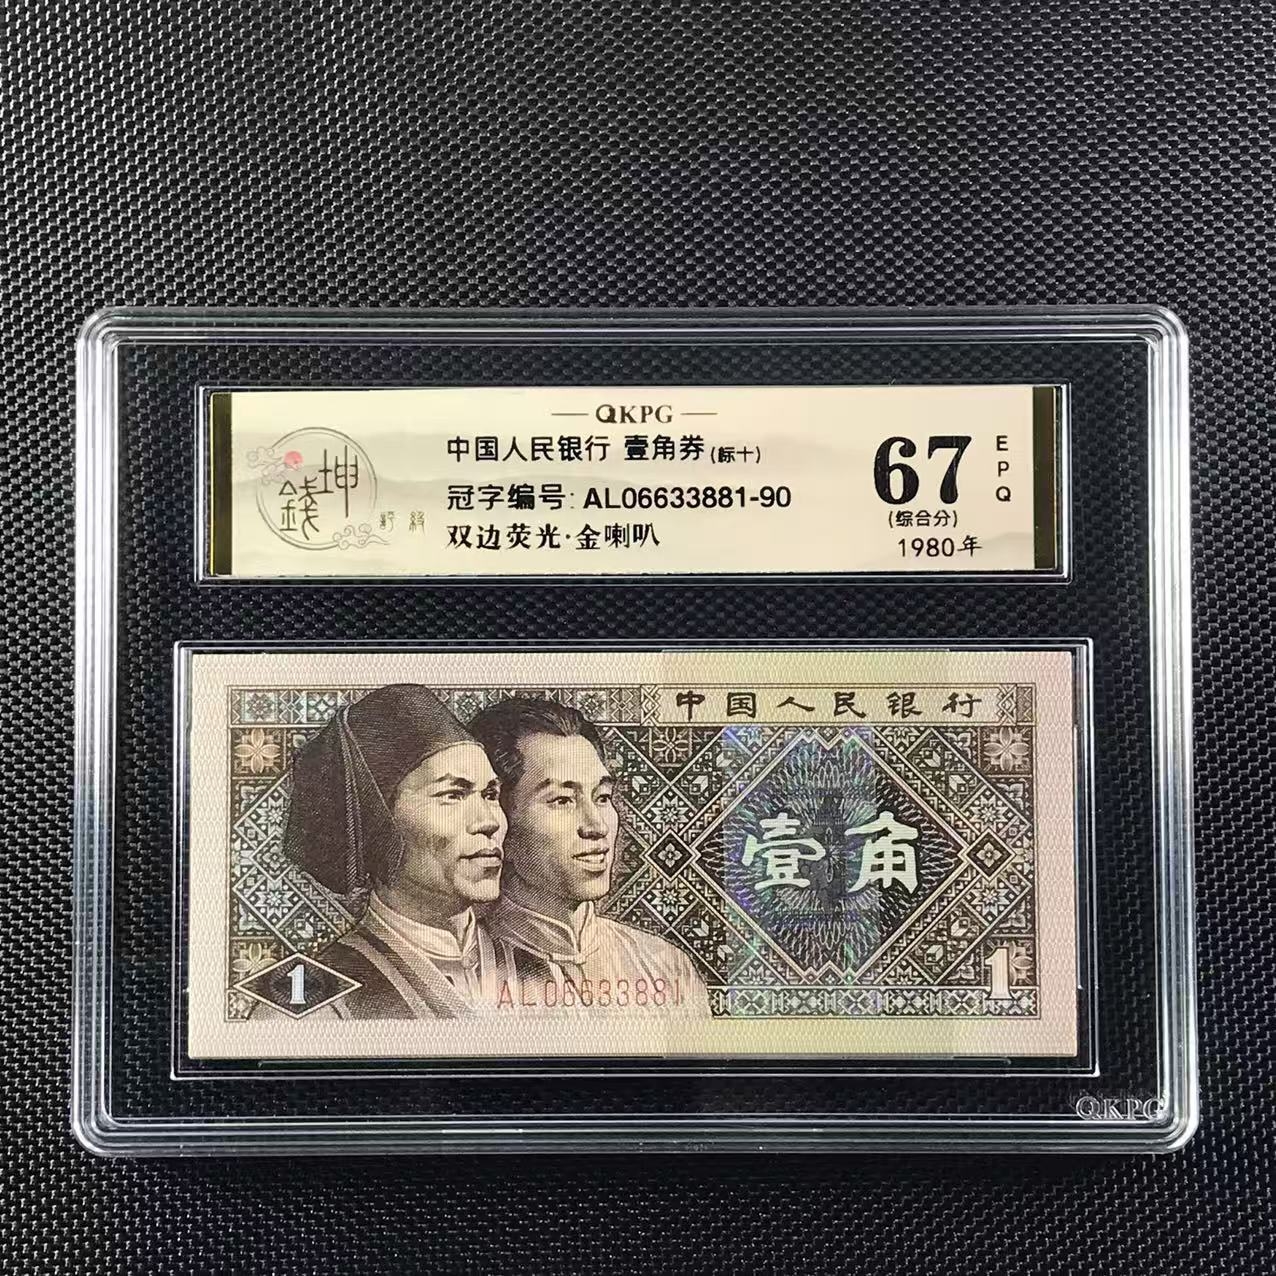 QKPG
中国人民银行 壹角券(标十)
冠字编号: AL06633881-90
双边荧光·金喇叭
67
EPQ
(综合分)
1980年
坤
錢
評級
中国人民银行
壹角
1
1
AL06633881
QKPG